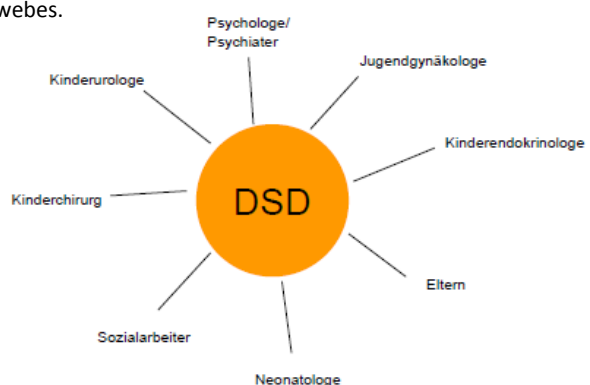 webes.
Psychologe/
Psychiater
Jugendgynäkologe
Kinderurologe
Kinderendokrinologe
DSD
Kinderchirurg
Eltern
Sozialarbeiter
Neonatologe